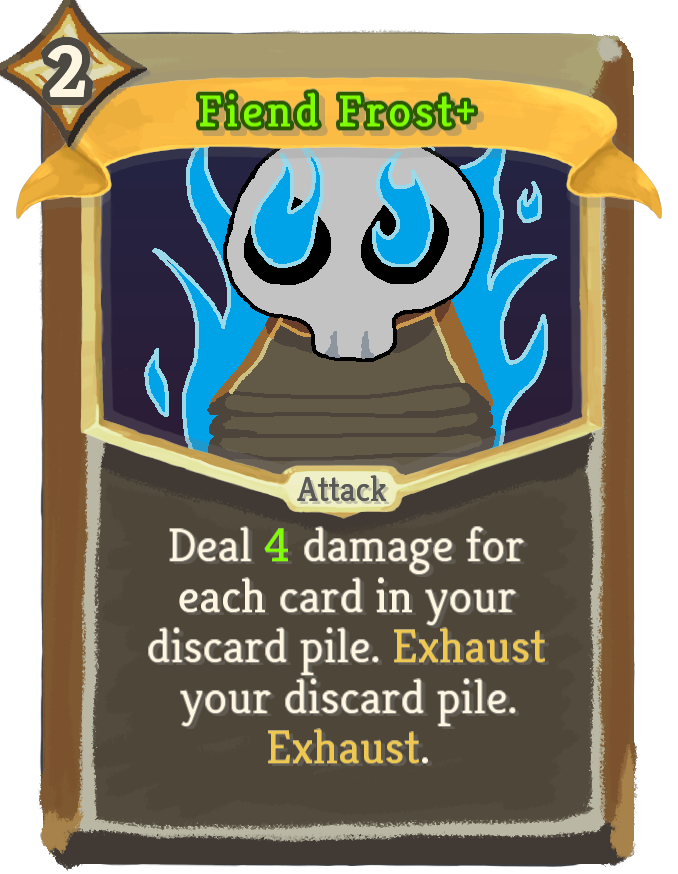 2
Fiend Frost+
Attack
Deal 4 damage for
each card in your
discard pile. Exhaust
your discard pile.
Exhaust.